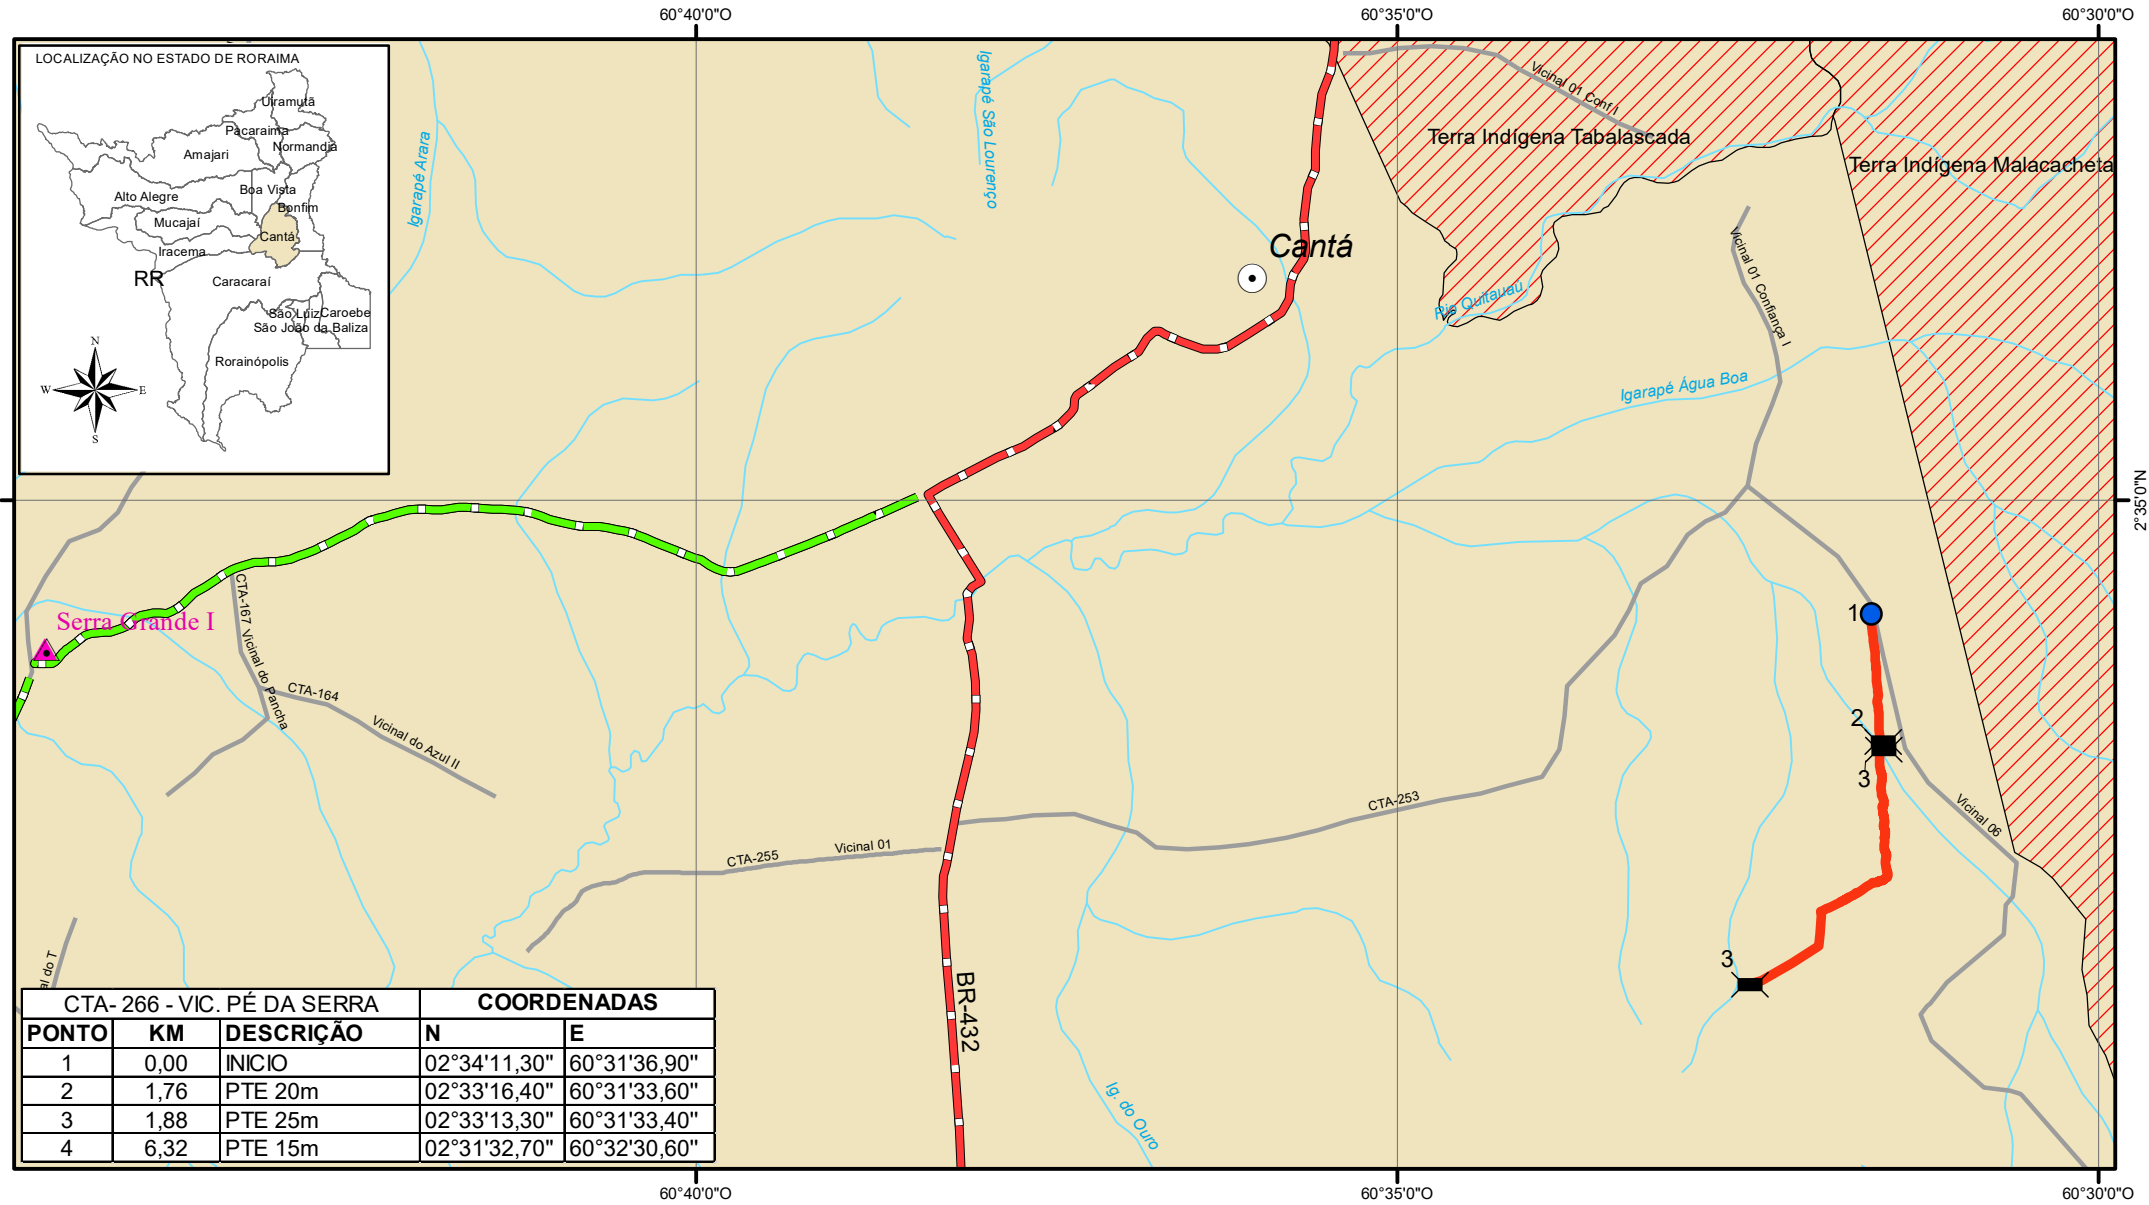 60°40'0"O
60°35'0"O
60°30'0"O
LOCALIZAÇÃO NO ESTADO DE RORAIMA
Uiramutã
Pacaraima
Normandia
Amajari
Boa Vista
Alto Alegre
Bonfim
Mucajaí
Cantá
Iracema
RR
Caracaraí
São Luiz
Caroebe
São João da Baliza
Rorainópolis
N
W
E
S
Igarapé Arara
Igarapé São Lourenço
Vicinal 01 Conf I
Terra Indígena Tabalascada
Terra Indígena Malacacheta
Cantá
Rio Quitauaú
Vicinal 01 Confiança I
Igarapé Água Boa
2°35'0"N
Serra Grande I
CTA-167 Vicinal do Pancha
CTA-164
Vicinal do Azul II
1
2
3
CTA-253
Vicinal 06
CTA-255
Vicinal 01
3
al do T
BR-432
Ig. do Ouro
CTA- 266 - VIC. PÉ DA SERRA COORDENADAS
PONTO KM DESCRIÇÃO N E
1 0,00 INICIO 02°34'11,30" 60°31'36,90"
2 1,76 PTE 20m 02°33'16,40" 60°31'33,60"
3 1,88 PTE 25m 02°33'13,30" 60°31'33,40"
4 6,32 PTE 15m 02°31'32,70" 60°32'30,60"
60°40'0"O
60°35'0"O
60°30'0"O